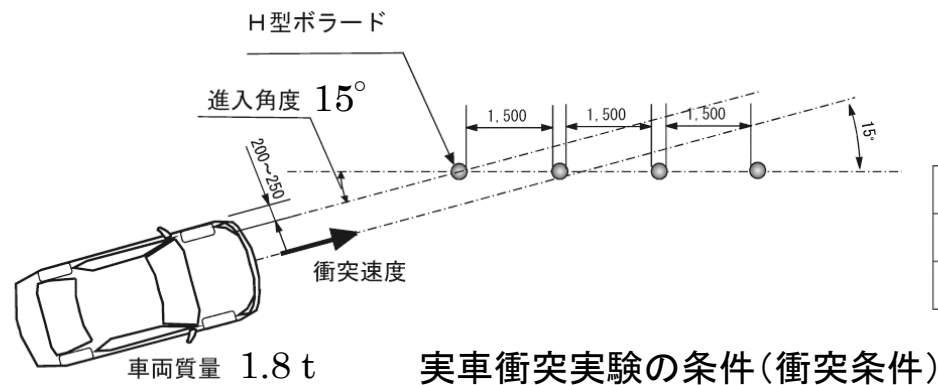 H型ボラード
進入角度 15°
1,500
1,500
1,500
15°
200~250
衝突速度
車両質量 1.8 t
実車衝突実験の条件(衝突条件)